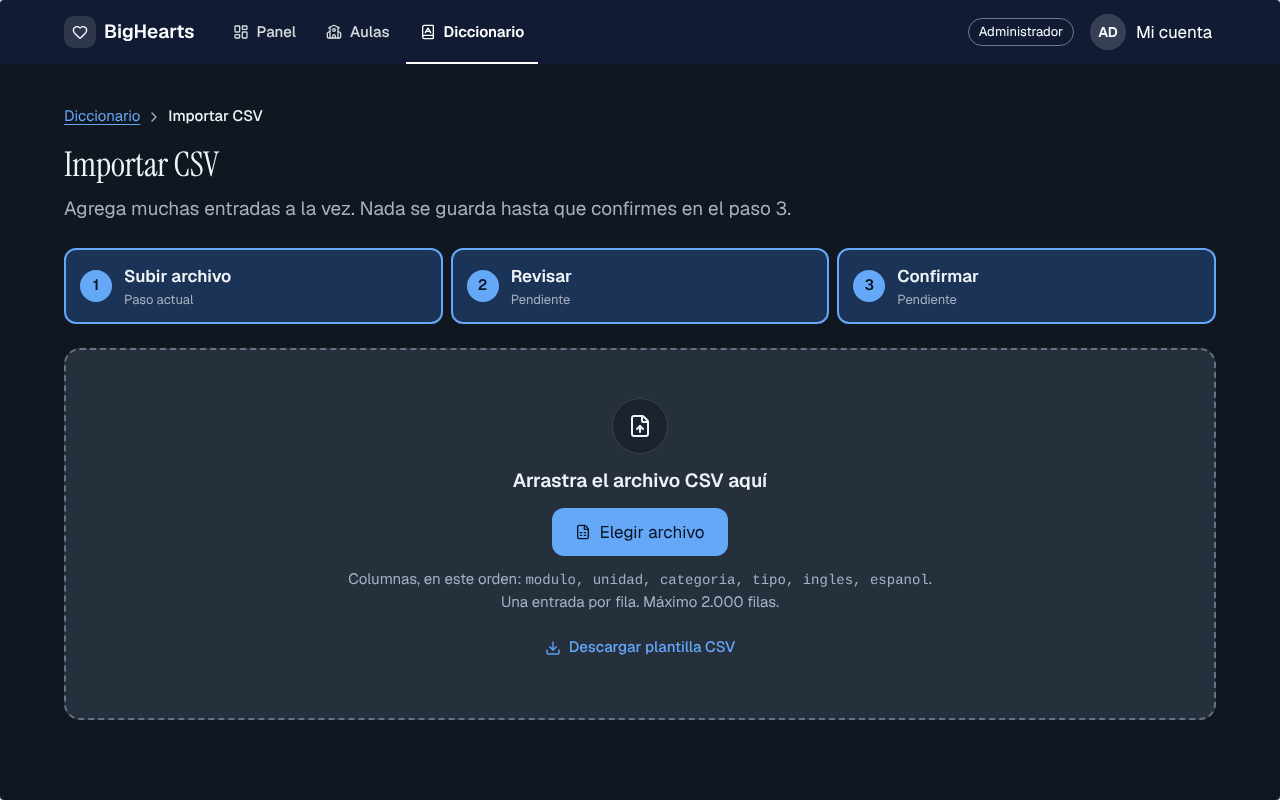 BigHearts
Panel
Aulas
Diccionario
Administrador
AD
Mi cuenta
Diccionario > Importar CSV
Importar CSV
Agrega muchas entradas a la vez. Nada se guarda hasta que confirmes en el paso 3.
1
Subir archivo
Paso actual
2
Revisar
Pendiente
3
Confirmar
Pendiente
Arrastra el archivo CSV aquí
Elegir archivo
Columnas, en este orden: modulo, unidad, categoria, tipo, ingles, espanol.
Una entrada por fila. Máximo 2.000 filas.
Descargar plantilla CSV